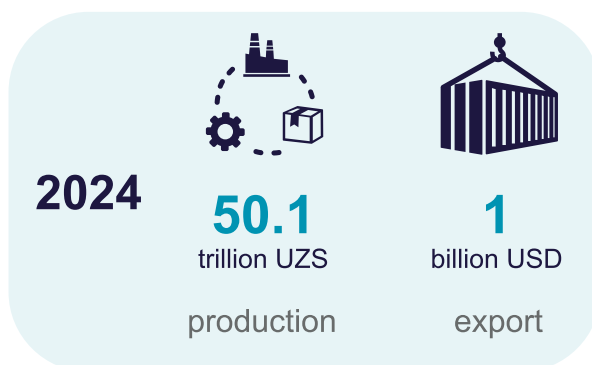 2024
50.1
trillion UZS
production
1
billion USD
export